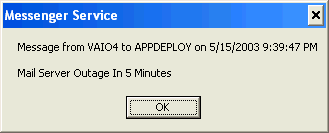 Messenger Service
Message from VAIO4 to APPDEPLOY on 5/15/2003 9:39:47 PM
Mail Server Outage In 5 Minutes
OK